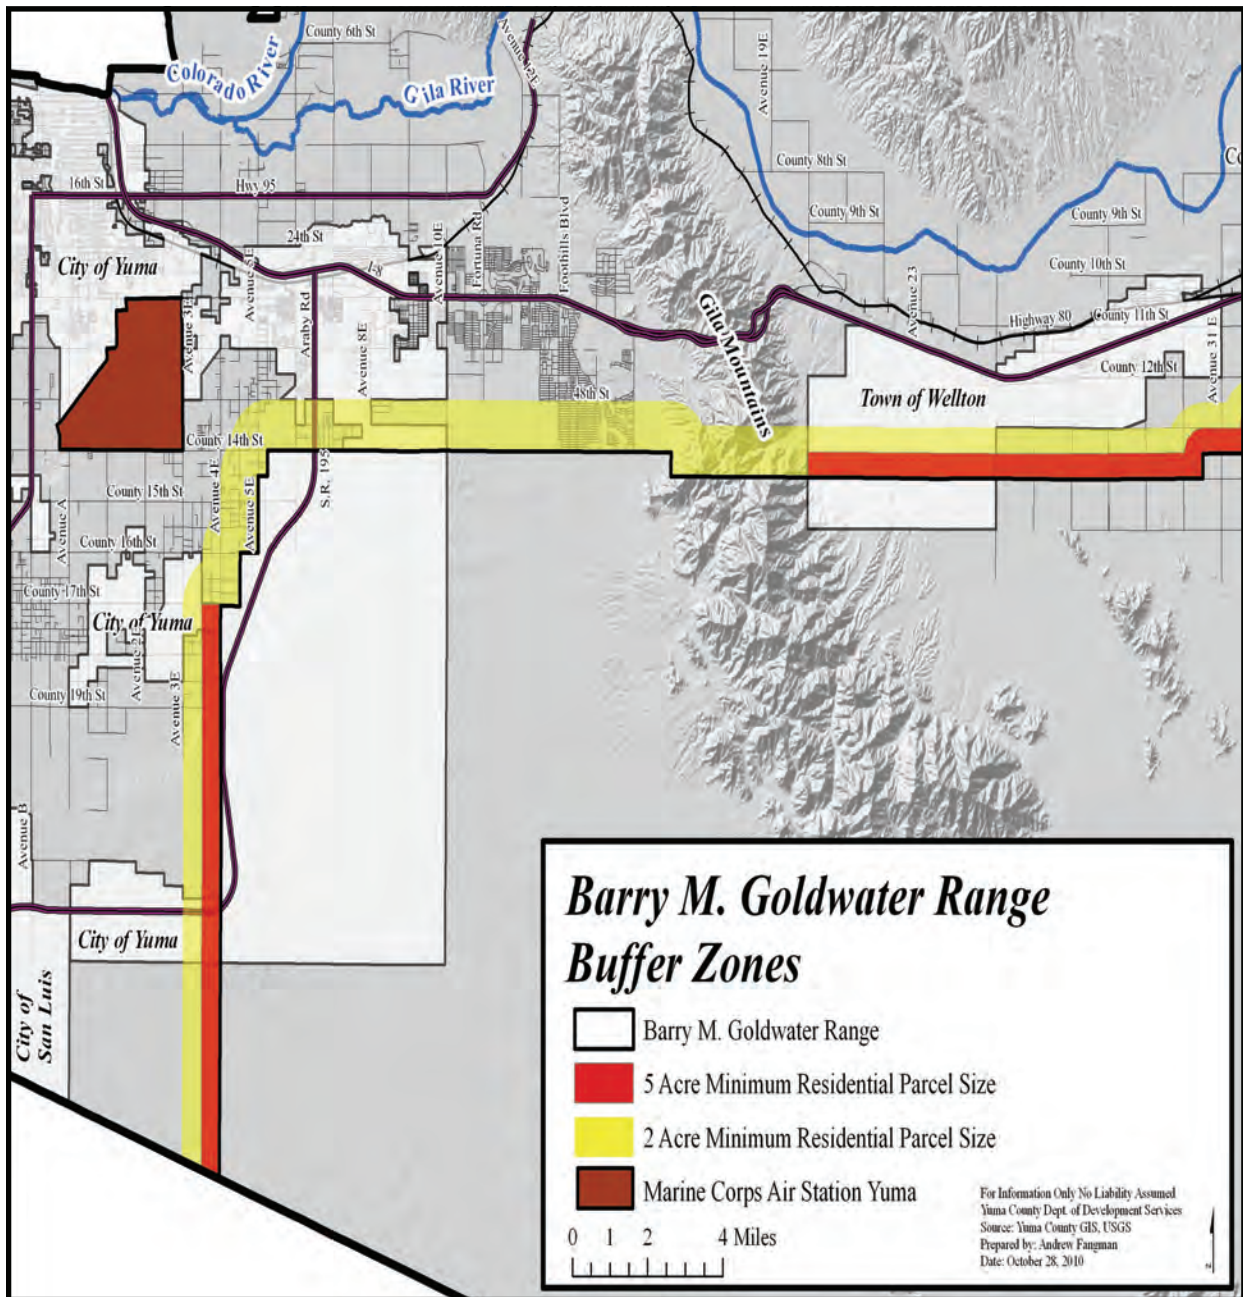 County 6th St
Avenue 12E
Avenue 19E
Colorado River
Gila River
16th St
Hwy 95
County 8th St
County 9th St
County 9th St
24th St
I-8
Avenue 10E
Fortuna Rd
Foothills Blvd
City of Yuma
County 10th St
Avenue 3E
Araby Rd
Avenue 8E
Gila Mountains
Avenue 23
Highway 80
County 11th St
Avenue 31 E
County 12th St
48th St
Town of Wellton
County 14th St
Avenue 4E
Avenue 5E
S.R. 195
County 15th St
Avenue A
County 16th St
County 17th St
City of Yuma
County 19th St
Avenue 3E
Avenue B
City of Yuma
City of
San Luis
Barry M. Goldwater Range
Buffer Zones
Barry M. Goldwater Range
5 Acre Minimum Residential Parcel Size
2 Acre Minimum Residential Parcel Size
Marine Corps Air Station Yuma
0 1 2 4 Miles
For Information Only No Liability Assumed
Yuma County Dept. of Development Services
Source: Yuma County GIS, USGS
Prepared by: Andrew Fangman
Date: October 28, 2010